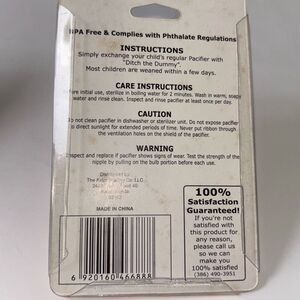 BPA Free & Complies with Phthalate Regulations
INSTRUCTIONS
Simply exchange your child's regular Pacifier with
"Ditch the Dummy".
Most children are weaned within a few days.
CARE INSTRUCTIONS
initial use, sterilize in boiling water for 2 minutes. Wash in warm, soapy
water and rinse clean. Inspect and rinse pacifier at least once per day.
CAUTION
Do not clean pacifier in dishwasher or sterilizer unit. Do not expose pacifier
direct sunlight for extended periods of time. Never put ribbon through
the ventilation holes on the shield of the pacifier.
WARNING
Inspect and replace if pacifier shows signs of wear. Test the strength of the
nipple by pulling on the bulb portion before each use.
Distributed by
MADE IN CHINA
6 920160 466888
100%
Satisfaction
Guaranteed!
If you're not
satisfied with
this product
for any reason,
please call us
so we can
make you
100% satisfied
(386) 490-3951